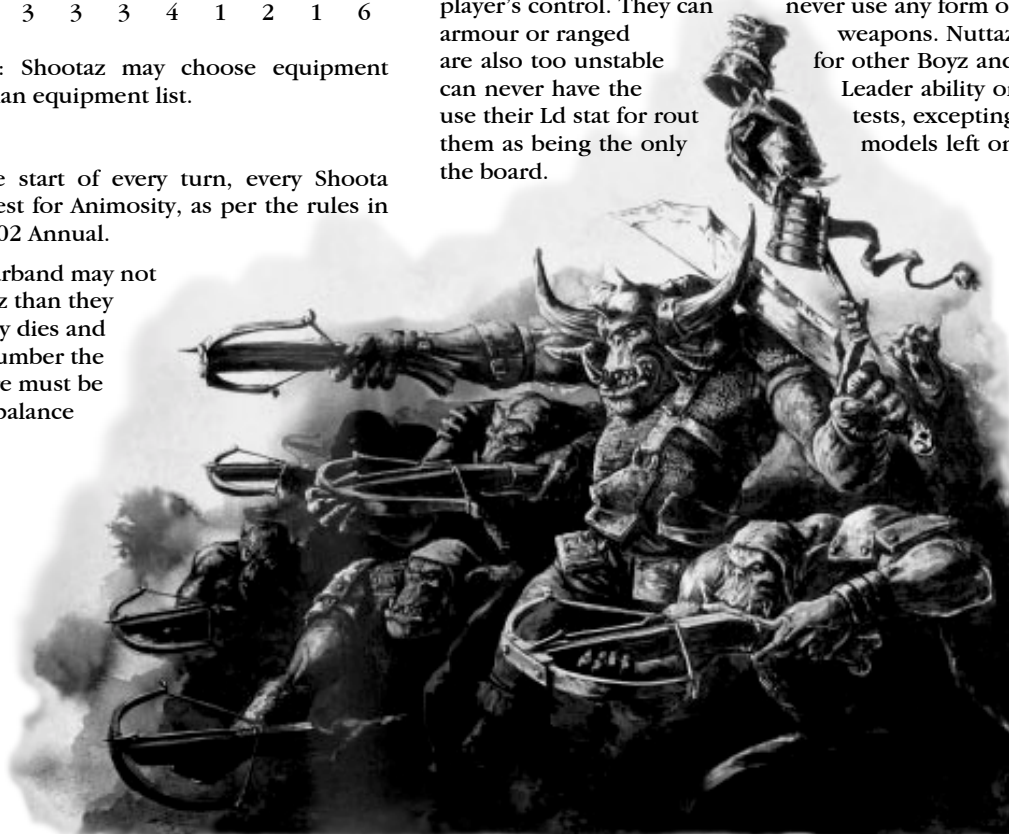 3 3 3 4 1 2 1 6
: Shootaz may choose equipment
an equipment list.
e start of every turn, every Shoota
est for Animosity, as per the rules in
02 Annual.
arband may not
z than they
y dies and
umber the
re must be
balance
player's control. They can never use any form o
armour or ranged weapons. Nuttaz
are also too unstable for other Boyz and
can never have the Leader ability or
use their Ld stat for rout tests, excepting
them as being the only models left on
the board.